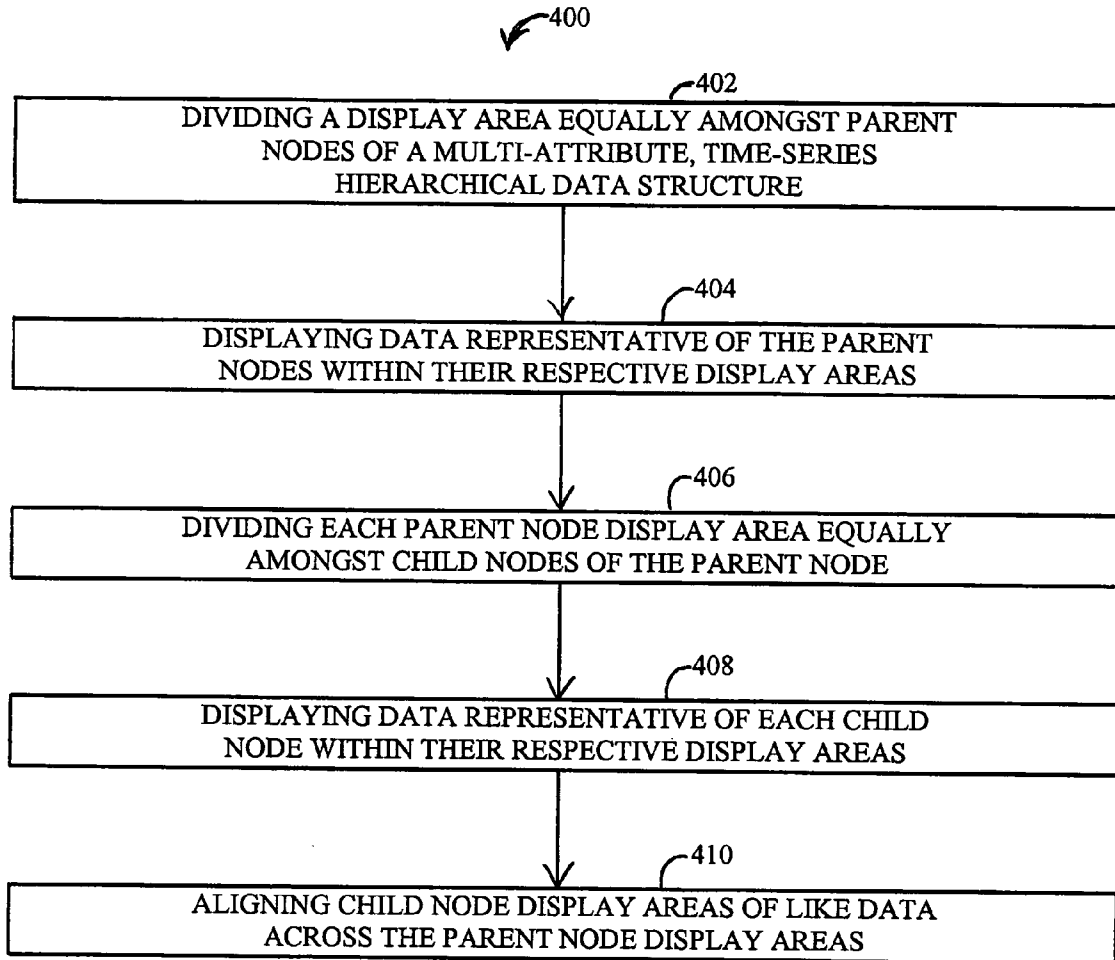 400
402
DIVIDING A DISPLAY AREA EQUALLY AMONGST PARENT
NODES OF A MULTI-ATTRIBUTE, TIME-SERIES
HIERARCHICAL DATA STRUCTURE
404
DISPLAYING DATA REPRESENTATIVE OF THE PARENT
NODES WITHIN THEIR RESPECTIVE DISPLAY AREAS
406
DIVIDING EACH PARENT NODE DISPLAY AREA EQUALLY
AMONGST CHILD NODES OF THE PARENT NODE
408
DISPLAYING DATA REPRESENTATIVE OF EACH CHILD
NODE WITHIN THEIR RESPECTIVE DISPLAY AREAS
410
ALIGNING CHILD NODE DISPLAY AREAS OF LIKE DATA
ACROSS THE PARENT NODE DISPLAY AREAS